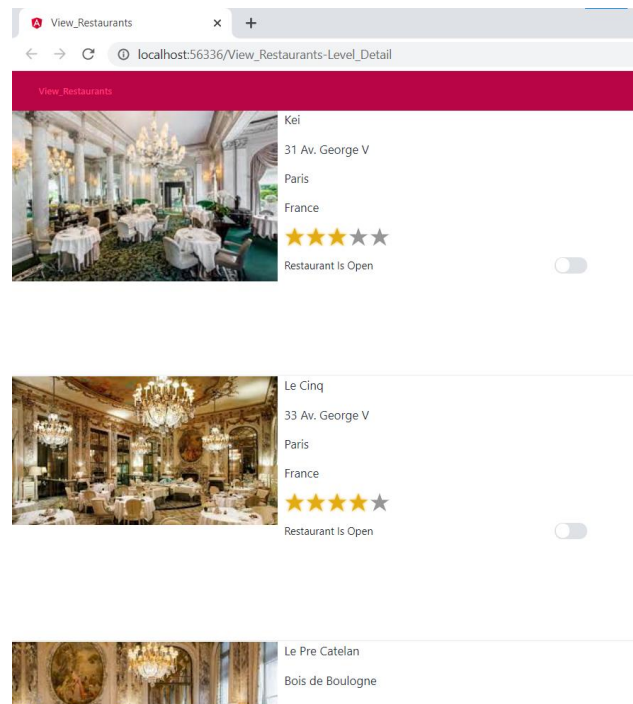 View_Restaurants
localhost:56336/View_Restaurants-Level_Detail
View_Restaurants
Kei
31 Av. George V
Paris
France
Restaurant Is Open
Le Cinq
33 Av. George V
Paris
France
Restaurant Is Open
Le Pre Catelan
Bois de Boulogne